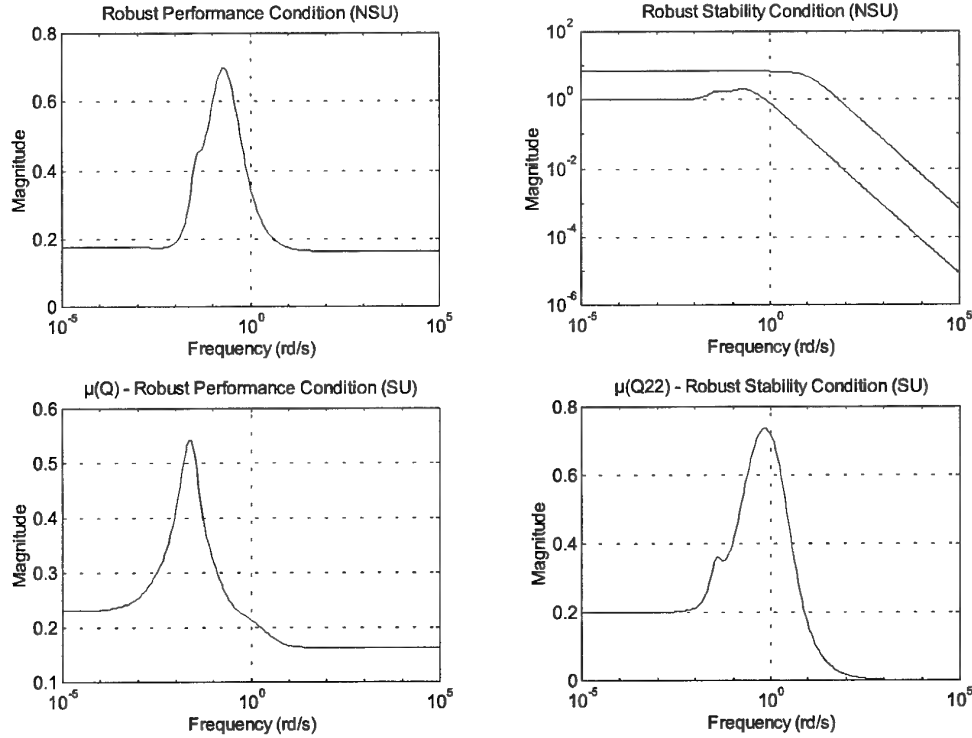 Robust Performance Condition (NSU)
0.8
0.6
0.4
0.2
0
Magnitude
10^-5
10^0
10^5
Frequency (rd/s)
Robust Stability Condition (NSU)
10^2
10^0
10^-2
10^-4
10^-6
Magnitude
10^-5
10^0
10^5
Frequency (rd/s)
µ(Q) - Robust Performance Condition (SU)
0.6
0.5
0.4
0.3
0.2
0.1
Magnitude
10^-5
10^0
10^5
Frequency (rd/s)
µ(Q22) - Robust Stability Condition (SU)
0.8
0.6
0.4
0.2
0
Magnitude
10^-5
10^0
10^5
Frequency (rd/s)